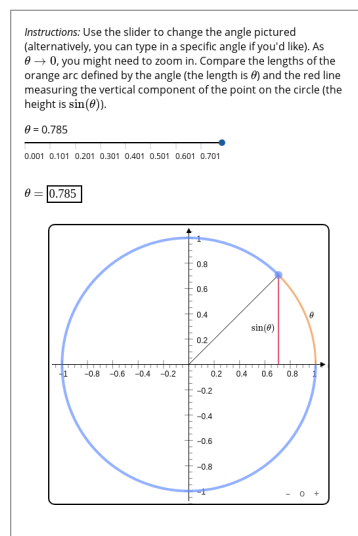 Instructions: Use the slider to change the angle pictured
(alternatively, you can type in a specific angle if you'd like). As
θ → 0, you might need to zoom in. Compare the lengths of the
orange arc defined by the angle (the length is θ) and the red line
measuring the vertical component of the point on the circle (the
height is sin(θ)).
θ = 0.785
0.001 0.101 0.201 0.301 0.401 0.501 0.601 0.701
θ = 0.785
1
0.8
0.6
0.4
θ
sin(θ)
0.2
-1 -0.8 -0.6 -0.4 -0.2 0.2 0.4 0.6 0.8 1
-0.2
-0.4
-0.6
-0.8
-1
− o +